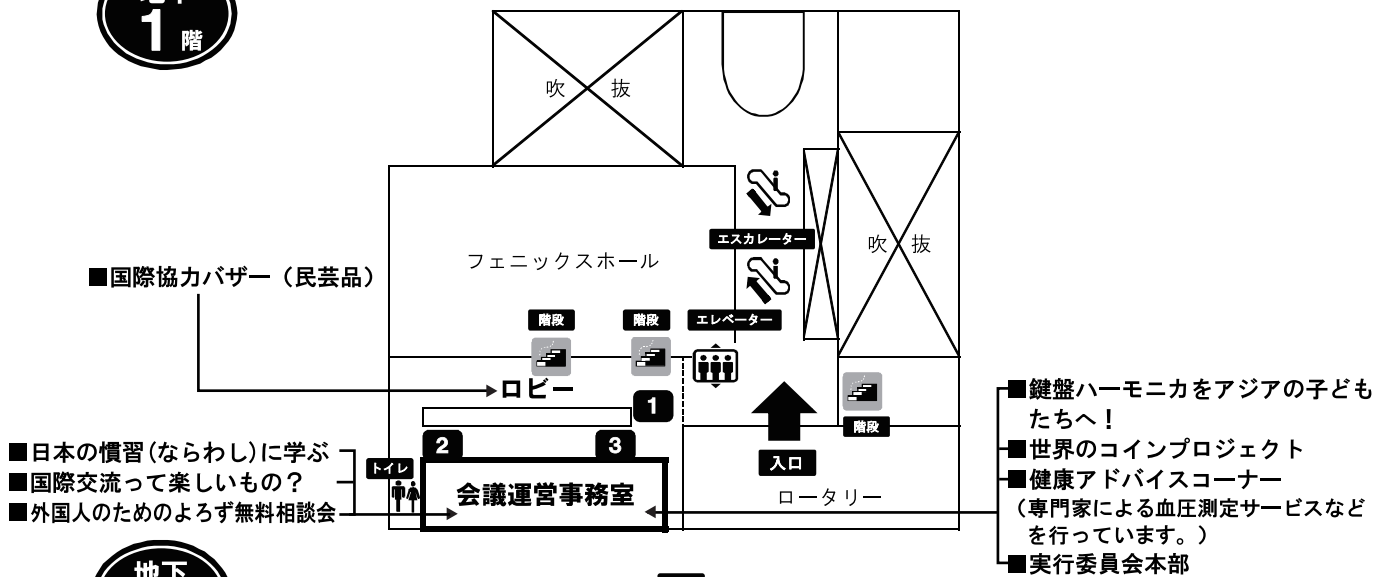 1階
吹 抜
フェニックスホール
エスカレーター
吹 抜
■国際協力バザー（民芸品）
階段
階段
エレベーター
ロビー
1
階段
入口
ロータリー
2
3
トイレ
会議運営事務室
■日本の慣習(ならわし)に学ぶ
■国際交流って楽しいもの？
■外国人のためのよろず無料相談会
■鍵盤ハーモニカをアジアの子ども
たちへ！
■世界のコインプロジェクト
■健康アドバイスコーナー
（専門家による血圧測定サービスなど
を行っています。）
■実行委員会本部
地下